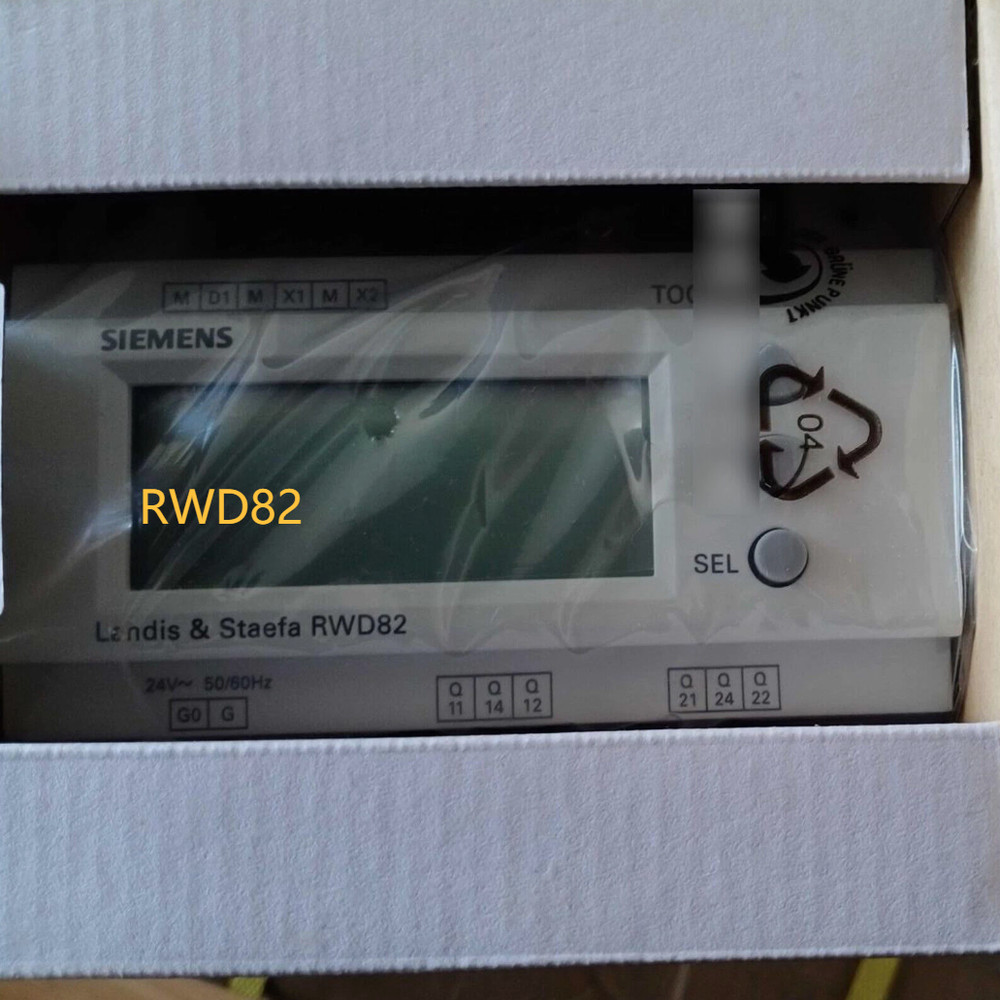 M D1 M X1 M X2
GRÜNE PUNKT
SIEMENS
04
RWD82
SEL
Landis & Staefa RWD82
24V~ 50/60Hz
G0 G
Q Q Q
11 14 12
Q Q Q
21 24 22